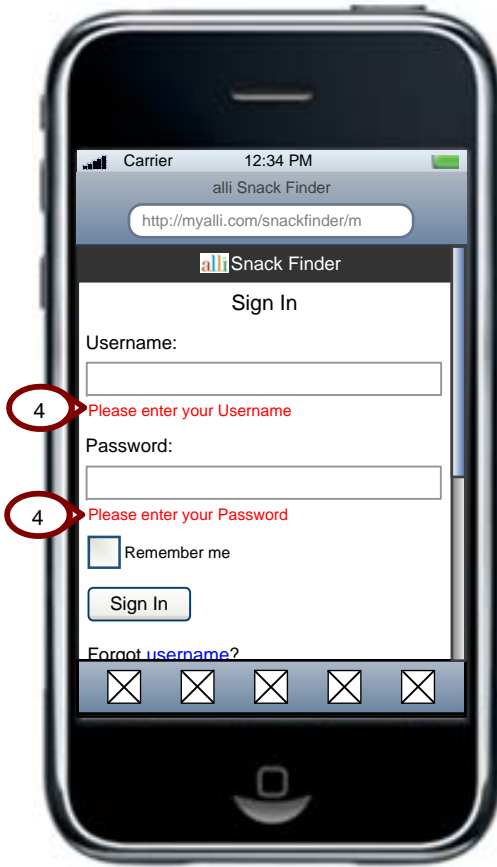 Carrier 12:34 PM
alli Snack Finder
http://myalli.com/snackfinder/m
alli Snack Finder
Sign In
Username:
4
Please enter your Username
Password:
4
Please enter your Password
Remember me
Sign In
Forgot username?